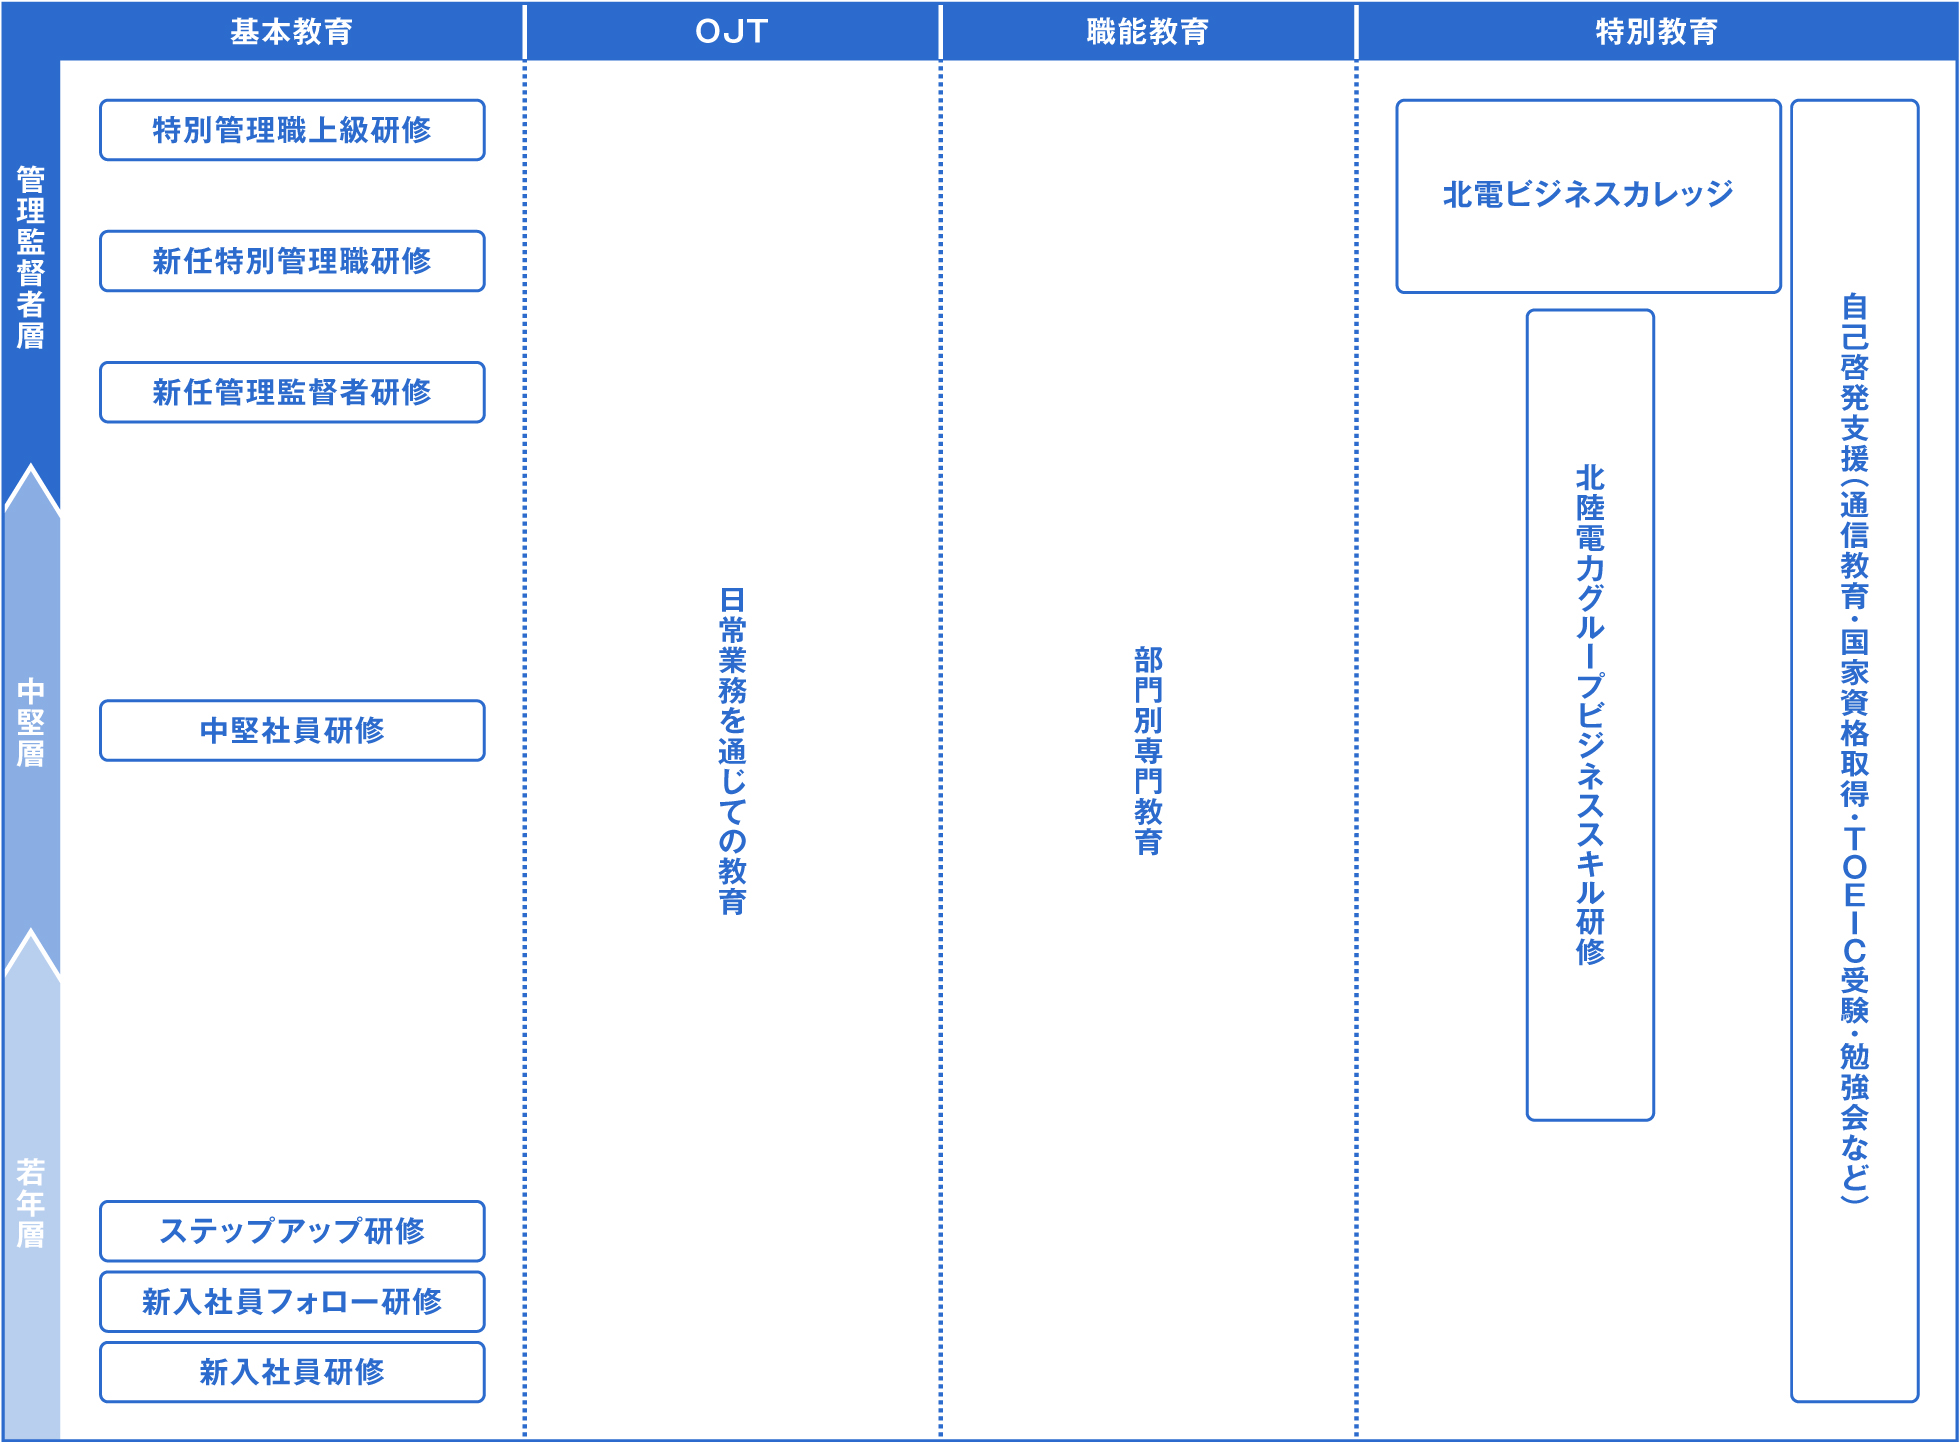 基本教育
OJT
職能教育
特別教育
管理監督者層
中堅層
若年層
特別管理職上級研修
新任特別管理職研修
新任管理監督者研修
中堅社員研修
ステップアップ研修
新入社員フォロー研修
新入社員研修
日常業務を通じての教育
部門別専門教育
北電ビジネスカレッジ
北陸電力グループビジネススキル研修
自己啓発支援（通信教育・国家資格取得・TOEIC受験・勉強会など）